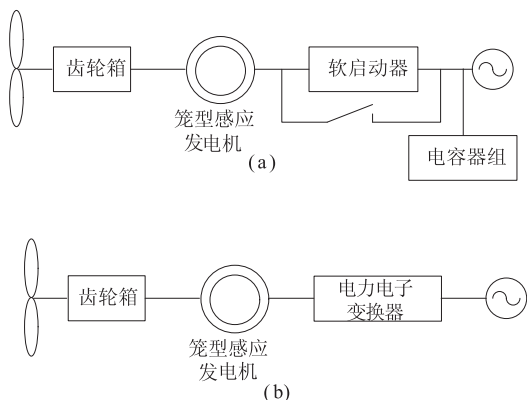 齿轮箱
软启动器
笼型感应
发电机
(a)
电容器组
齿轮箱
电力电子
变换器
笼型感应
发电机
(b)